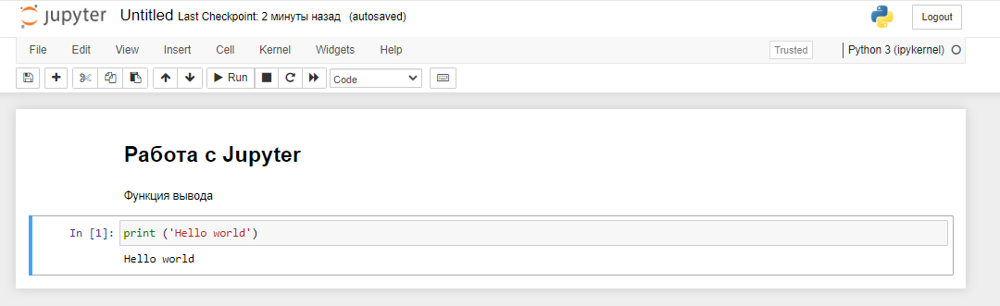 jupyter Untitled Last Checkpoint: 2 минуты назад (autosaved) Logout
File Edit View Insert Cell Kernel Widgets Help Trusted Python 3 (ipykernel)
Run Code
Работа с Jupyter
Функция вывода
In [1]: print ('Hello world')
Hello world